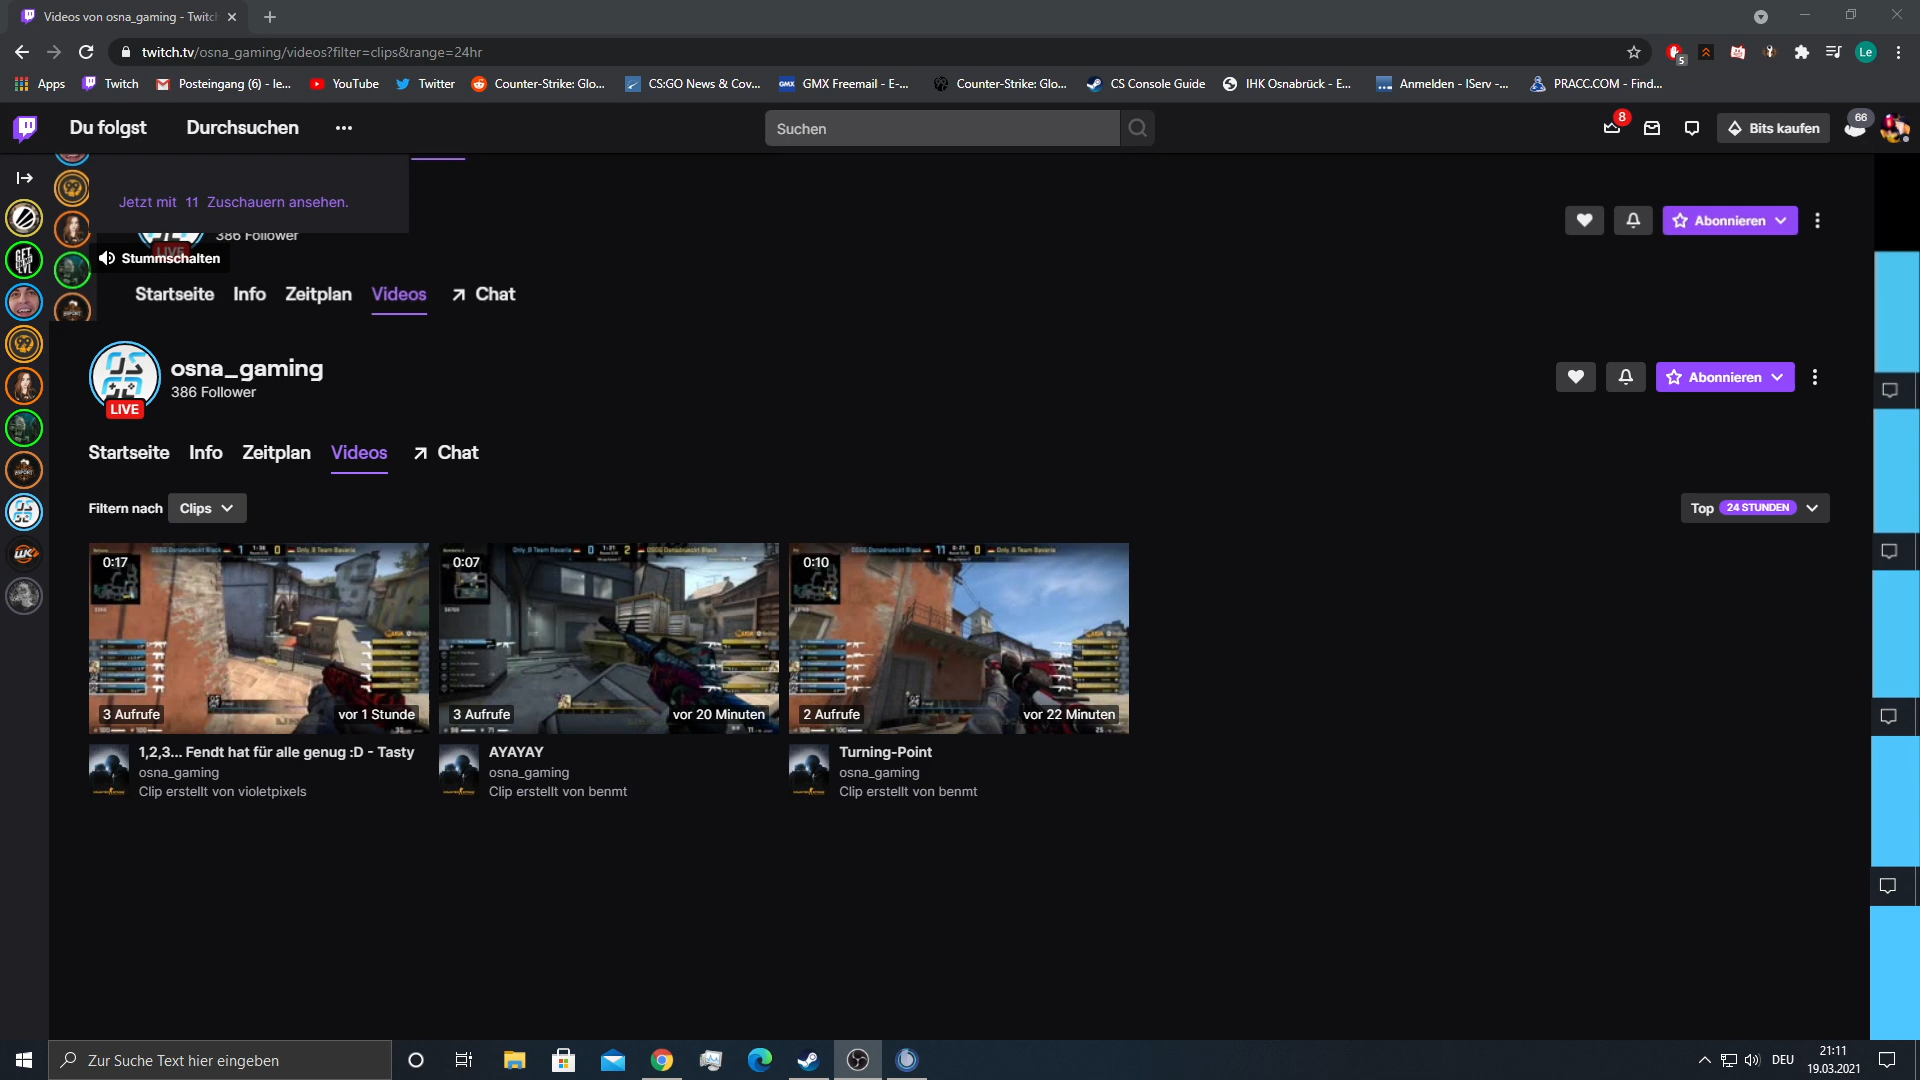 Videos von osna_gaming - Twitch
twitch.tv/osna_gaming/videos?filter=clips&range=24hr
5
Le
Apps
Twitch
Posteingang (6) - le...
YouTube
Twitter
Counter-Strike: Glo...
CS:GO News & Cov...
GMX
GMX Freemail - E-...
Counter-Strike: Glo...
CS Console Guide
IHK Osnabrück - E...
Anmelden - IServ -...
PRACC.COM - Find...
Du folgst
Durchsuchen
Suchen
8
Bits kaufen
66
Jetzt mit 11 Zuschauern ansehen.
386 Follower
LIVE
Stummschalten
Abonnieren
Startseite
Info
Zeitplan
Videos
Chat
osna_gaming
386 Follower
LIVE
Abonnieren
Startseite
Info
Zeitplan
Videos
Chat
Filtern nach
Clips
Top
24 STUNDEN
0:17
3 Aufrufe
vor 1 Stunde
0:07
3 Aufrufe
vor 20 Minuten
0:10
2 Aufrufe
vor 22 Minuten
1,2,3... Fendt hat für alle genug :D - Tasty
osna_gaming
Clip erstellt von violetpixels
AYAYAY
osna_gaming
Clip erstellt von benmt
Turning-Point
osna_gaming
Clip erstellt von benmt
Zur Suche Text hier eingeben
DEU
21:11
19.03.2021